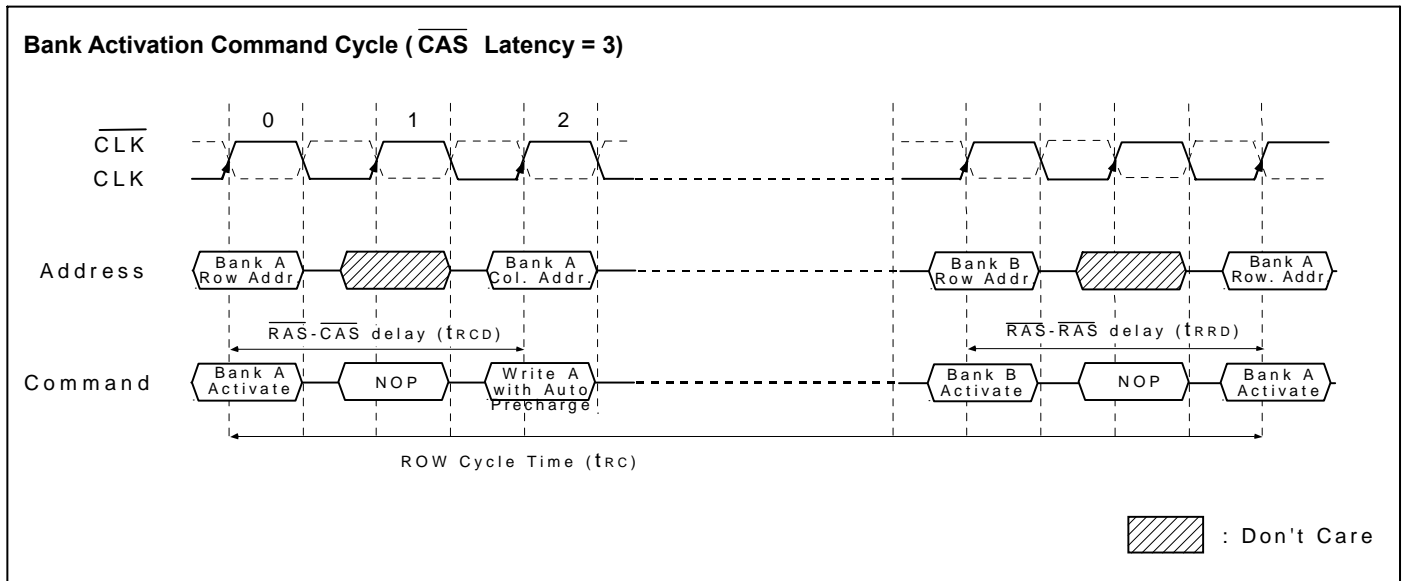 Bank Activation Command Cycle ( CAS Latency = 3)
0 1 2
CLK
CLK
Address
Bank A
Row Addr.
Bank A
Col. Addr.
Bank B
Row Addr.
Bank A
Row. Addr
RAS-CAS delay (tRCD)
RAS-RAS delay (tRRD)
Command
Bank A
Activate
NOP
Write A
with Auto
Precharge
Bank B
Activate
NOP
Bank A
Activate
ROW Cycle Time (tRC)
: Don't Care